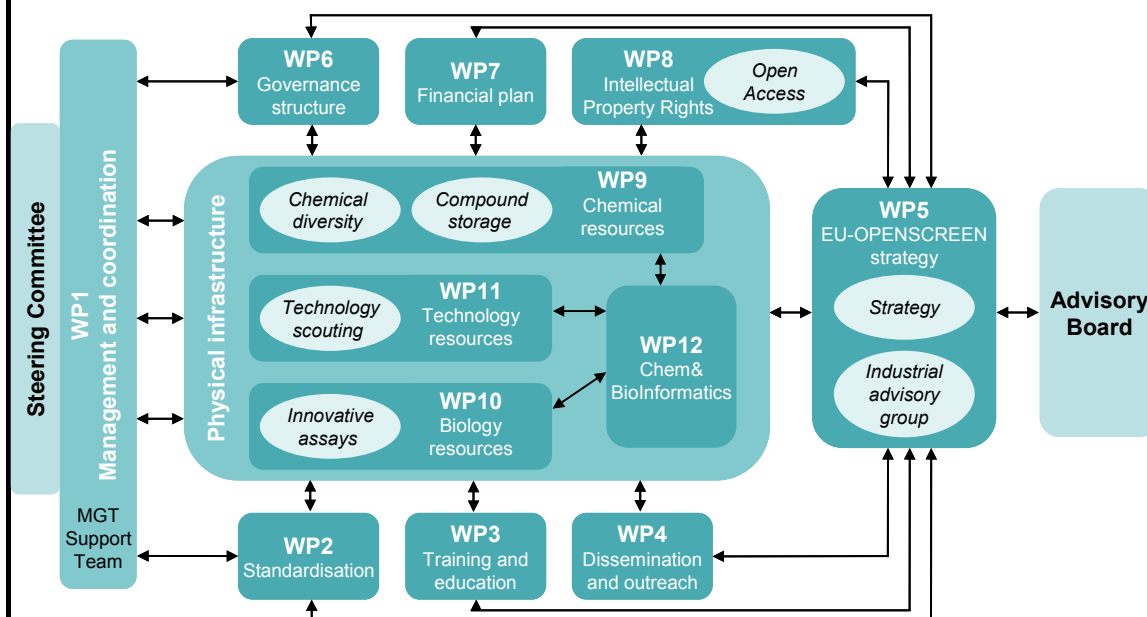 Steering Committee
WP1
Management and coordination
MGT
Support
Team
WP6
Governance
structure
WP7
Financial plan
WP8
Intellectual
Property Rights
Open
Access
Physical infrastructure
Chemical
diversity
Compound
storage
WP9
Chemical
resources
Technology
scouting
WP11
Technology
resources
WP12
Chem&
BioInformatics
Innovative
assays
WP10
Biology
resources
WP5
EU-OPENSCREEN
strategy
Strategy
Industrial
advisory
group
Advisory
Board
WP2
Standardisation
WP3
Training and
education
WP4
Dissemination
and outreach